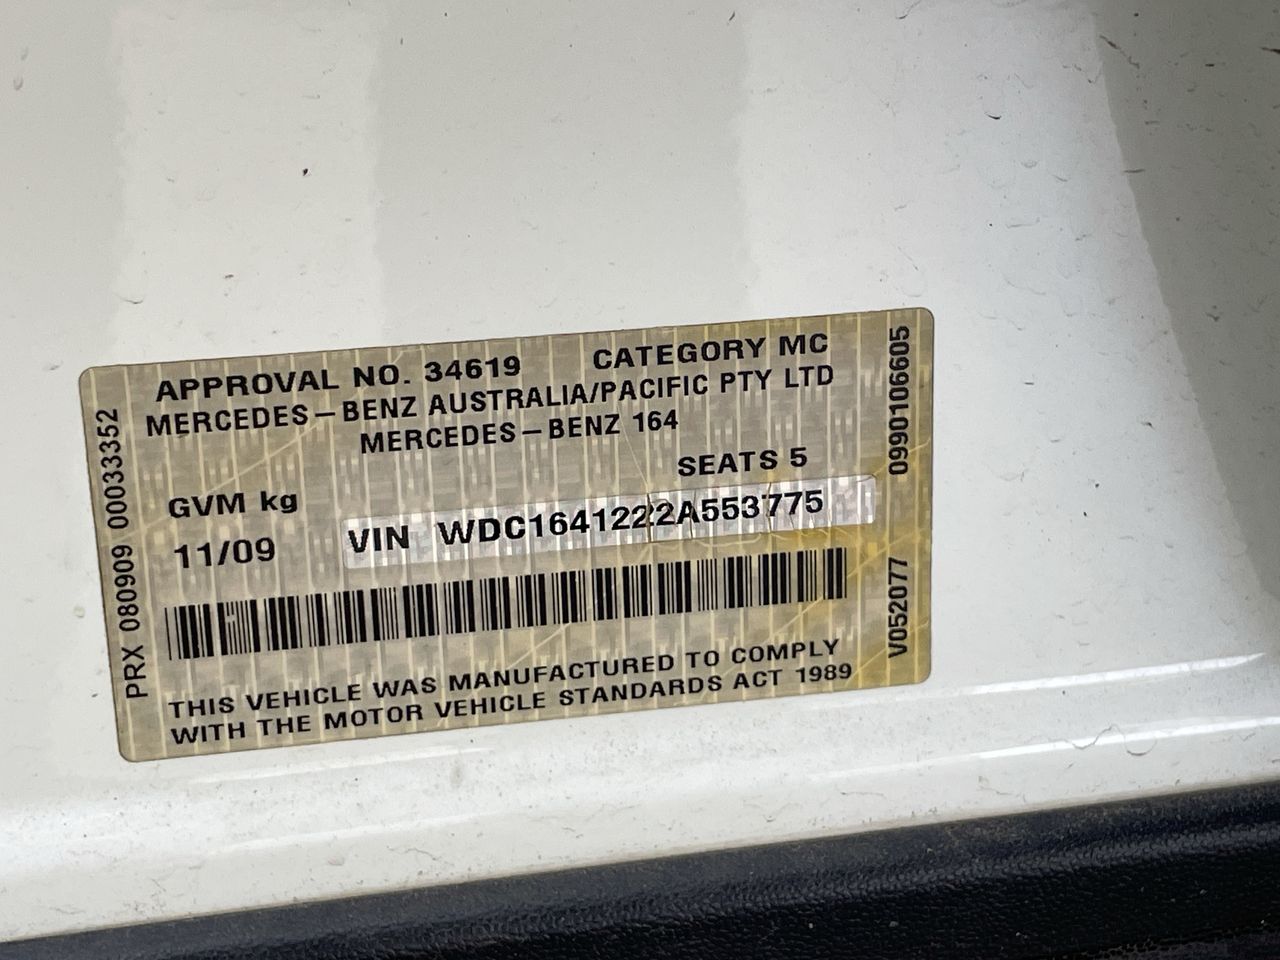 APPROVAL NO. 34619 CATEGORY MC
MERCEDES-BENZ AUSTRALIA/PACIFIC PTY LTD
MERCEDES-BENZ 164
SEATS 5
GVM kg
VIN WDC1641222A553775
11/09
THIS VEHICLE WAS MANUFACTURED TO COMPLY
WITH THE MOTOR VEHICLE STANDARDS ACT 1989
PRX 080909 00033352
V052077 0990106605